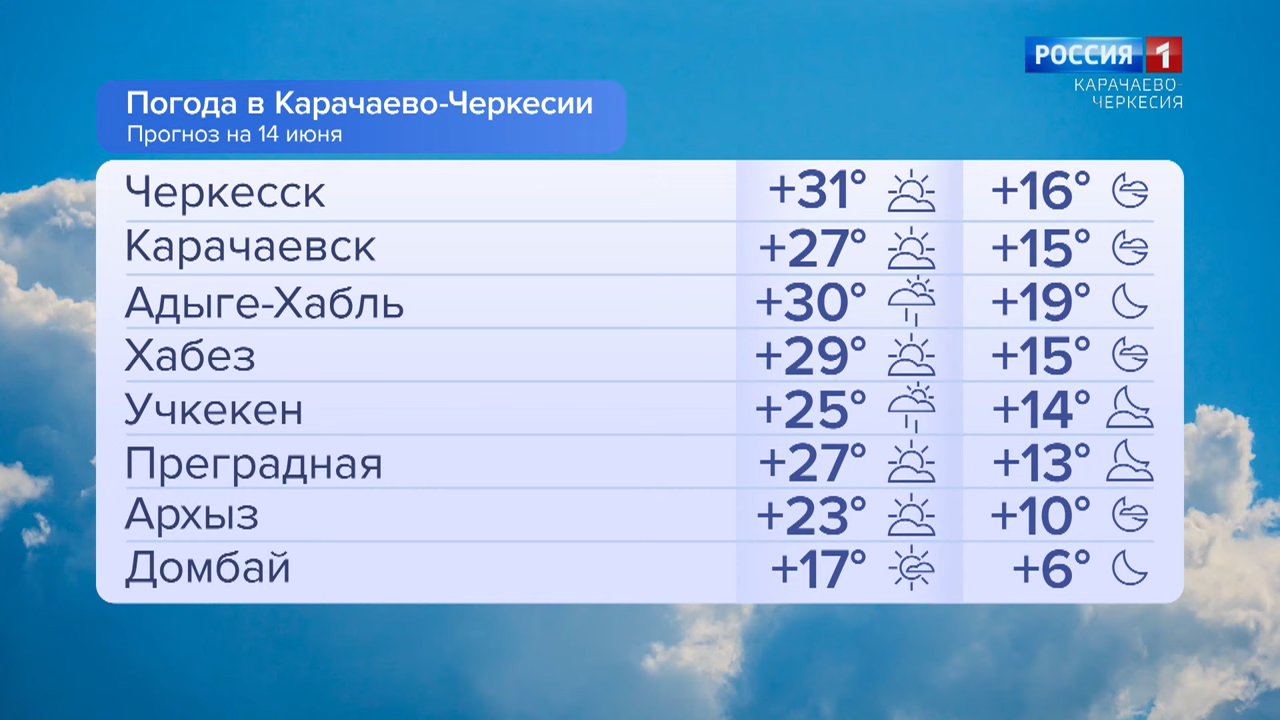 РОССИЯ 1
КАРАЧАЕВО-
ЧЕРКЕСИЯ
Погода в Карачаево-Черкесии
Прогноз на 14 июня
Черкесск +31° +16°
Карачаевск +27° +15°
Адыге-Хабль +30° +19°
Хабез +29° +15°
Учкекен +25° +14°
Преградная +27° +13°
Архыз +23° +10°
Домбай +17° +6°